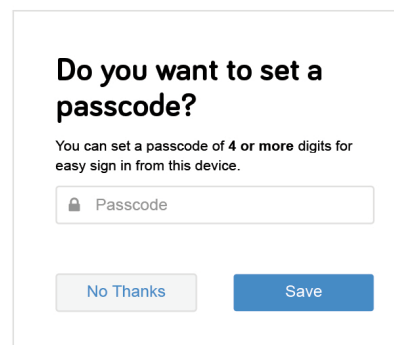 Do you want to set a
passcode?
You can set a passcode of 4 or more digits for
easy sign in from this device.
Passcode
No Thanks Save